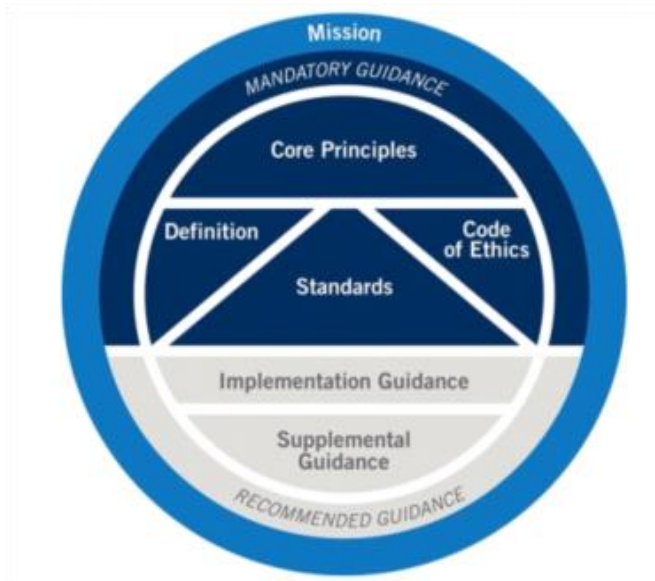 Mission
MANDATORY GUIDANCE
Core Principles
Definition
Code
of Ethics
Standards
Implementation Guidance
Supplemental
Guidance
RECOMMENDED GUIDANCE